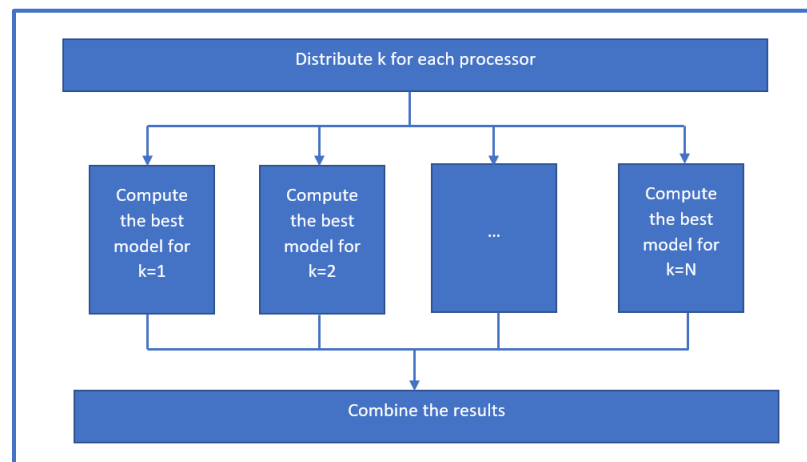 Distribute k for each processor
Compute
the best
model for
k=1
Compute
the best
model for
k=2
...
Compute
the best
model for
k=N
Combine the results